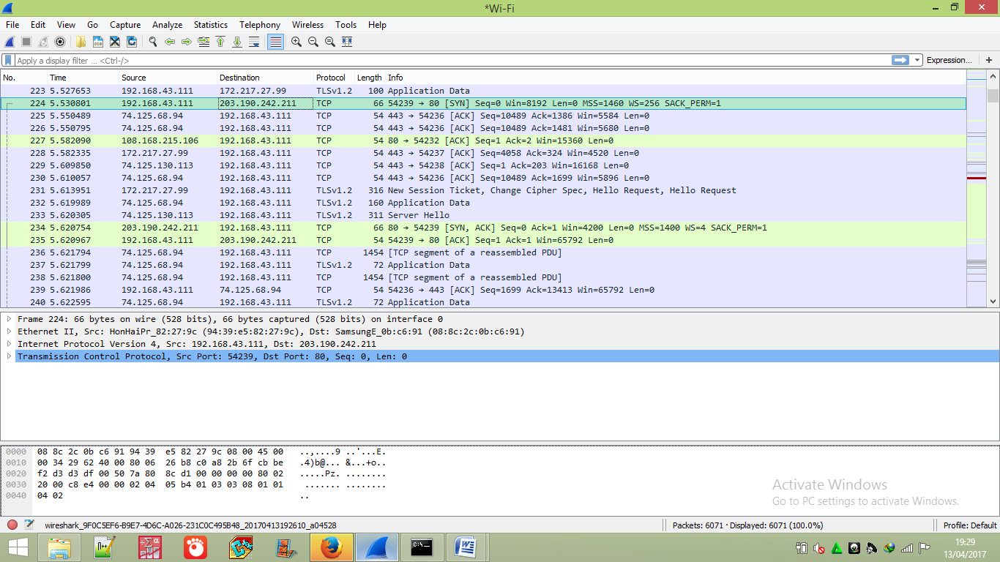 *Wi-Fi
File Edit View Go Capture Analyze Statistics Telephony Wireless Tools Help
Apply a display filter ... <Ctrl-/> Expression... +
No. Time Source Destination Protocol Length Info
223 5.527653 192.168.43.111 172.217.27.99 TLSv1.2 100 Application Data
224 5.530801 192.168.43.111 203.190.242.211 TCP 66 54239 → 80 [SYN] Seq=0 Win=8192 Len=0 MSS=1460 WS=256 SACK_PERM=1
225 5.550489 74.125.68.94 192.168.43.111 TCP 54 443 → 54236 [ACK] Seq=10489 Ack=1386 Win=5584 Len=0
226 5.550795 74.125.68.94 192.168.43.111 TCP 54 443 → 54236 [ACK] Seq=10489 Ack=1481 Win=5680 Len=0
227 5.582090 108.168.215.106 192.168.43.111 TCP 54 80 → 54232 [ACK] Seq=1 Ack=2 Win=15360 Len=0
228 5.582335 172.217.27.99 192.168.43.111 TCP 54 443 → 54237 [ACK] Seq=4058 Ack=324 Win=4520 Len=0
229 5.609850 74.125.130.113 192.168.43.111 TCP 54 443 → 54238 [ACK] Seq=1 Ack=203 Win=16168 Len=0
230 5.610057 74.125.68.94 192.168.43.111 TCP 54 443 → 54236 [ACK] Seq=10489 Ack=1699 Win=5896 Len=0
231 5.613951 172.217.27.99 192.168.43.111 TLSv1.2 316 New Session Ticket, Change Cipher Spec, Hello Request, Hello Request
232 5.619989 74.125.68.94 192.168.43.111 TLSv1.2 160 Application Data
233 5.620305 74.125.130.113 192.168.43.111 TLSv1.2 311 Server Hello
234 5.620754 203.190.242.211 192.168.43.111 TCP 66 80 → 54239 [SYN, ACK] Seq=0 Ack=1 Win=4200 Len=0 MSS=1400 WS=4 SACK_PERM=1
235 5.620967 192.168.43.111 203.190.242.211 TCP 54 54239 → 80 [ACK] Seq=1 Ack=1 Win=65792 Len=0
236 5.621794 74.125.68.94 192.168.43.111 TCP 1454 [TCP segment of a reassembled PDU]
237 5.621799 74.125.68.94 192.168.43.111 TLSv1.2 72 Application Data
238 5.621800 74.125.68.94 192.168.43.111 TCP 1454 [TCP segment of a reassembled PDU]
239 5.621986 192.168.43.111 74.125.68.94 TCP 54 54236 → 443 [ACK] Seq=1699 Ack=13413 Win=65792 Len=0
240 5.622595 74.125.68.94 192.168.43.111 TLSv1.2 72 Application Data
Frame 224: 66 bytes on wire (528 bits), 66 bytes captured (528 bits) on interface 0
Ethernet II, Src: HonHaiPr_82:27:9c (94:39:e5:82:27:9c), Dst: SamsungE_0b:c6:91 (08:8c:2c:0b:c6:91)
Internet Protocol Version 4, Src: 192.168.43.111, Dst: 203.190.242.211
Transmission Control Protocol, Src Port: 54239, Dst Port: 80, Seq: 0, Len: 0
0000 08 8c 2c 0b c6 91 94 39 e5 82 27 9c 08 00 45 00 ..,....9 ..'...E.
0010 00 34 29 62 40 00 80 06 26 b8 c0 a8 2b 6f cb be .4)b@... &...+o..
0020 f2 d3 d3 df 00 50 7a 80 8c d1 00 00 00 00 80 02 .....Pz. ........
0030 20 00 c8 e4 00 00 02 04 05 b4 01 03 03 08 01 01 ....... ........
0040 04 02 ..
Activate Windows
Go to PC settings to activate Windows.
wireshark_9F0C5EF6-B9E7-4D6C-A026-231C0C495B48_20170413192610_a04528 Packets: 6071 · Displayed: 6071 (100.0%) Profile: Default
19:29
13/04/2017